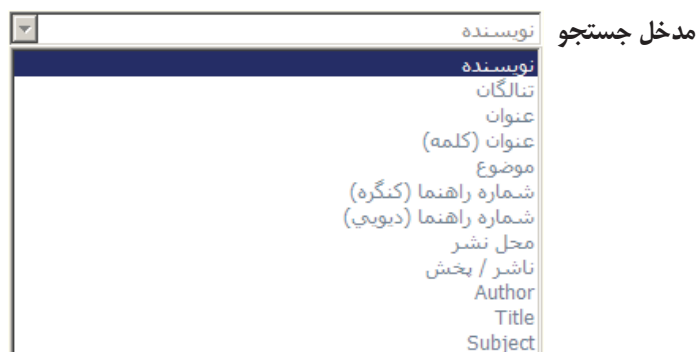 مدخل جستجو نویسنده
نویسنده
تنالگان
عنوان
عنوان (کلمه)
موضوع
شماره راهنما (کنگره)
شماره راهنما (دیویي)
محل نشر
ناشر / پخش
Author
Title
Subject